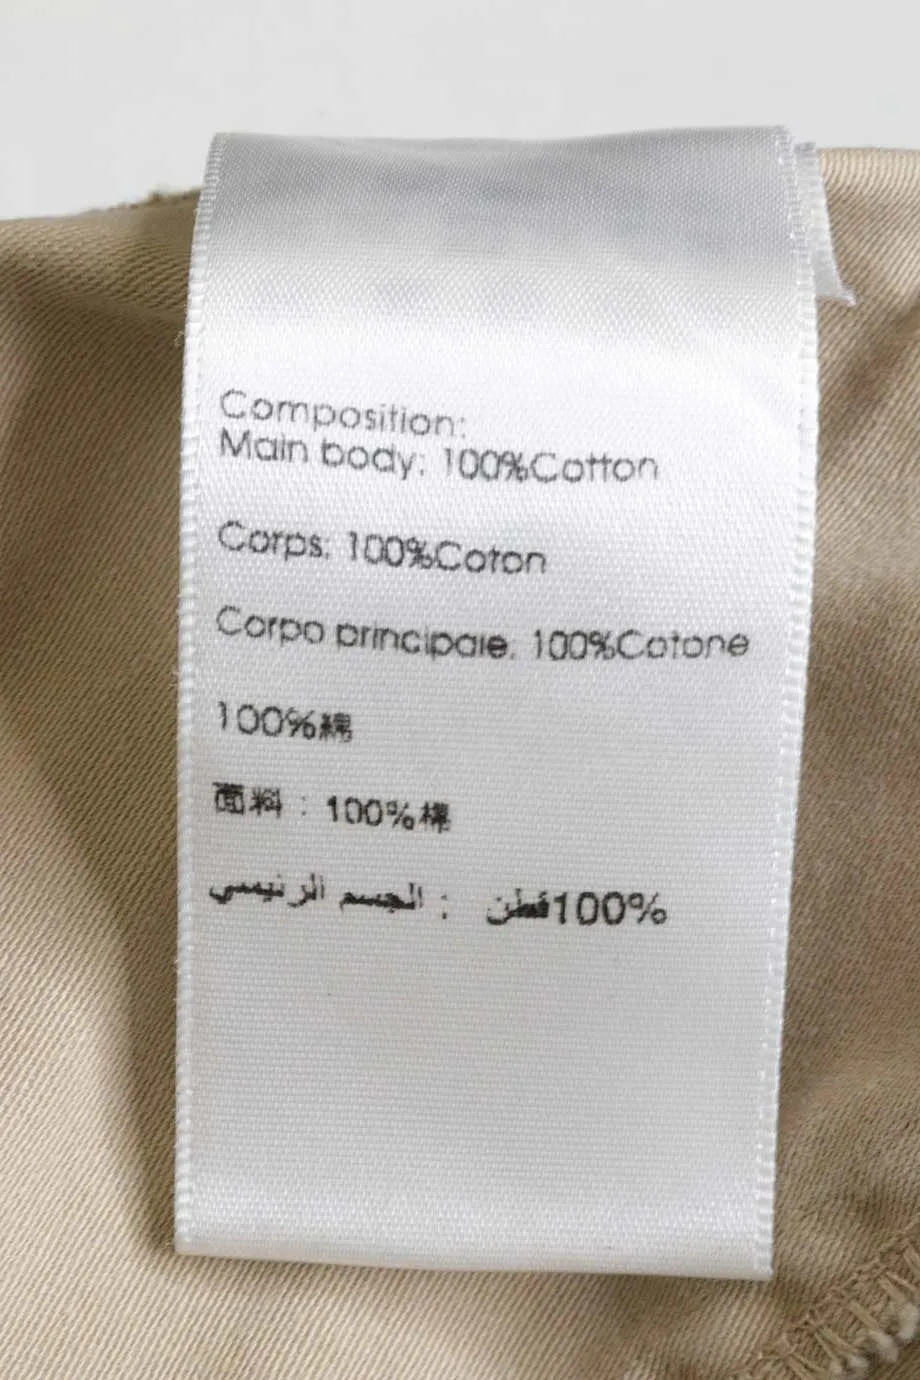 Composition:
Main body: 100%Cotton
Corps: 100%Coton
Corpo principale: 100%Cotone
100%綿
面料：100%棉
الجسم الرئيسي : 100%قطن